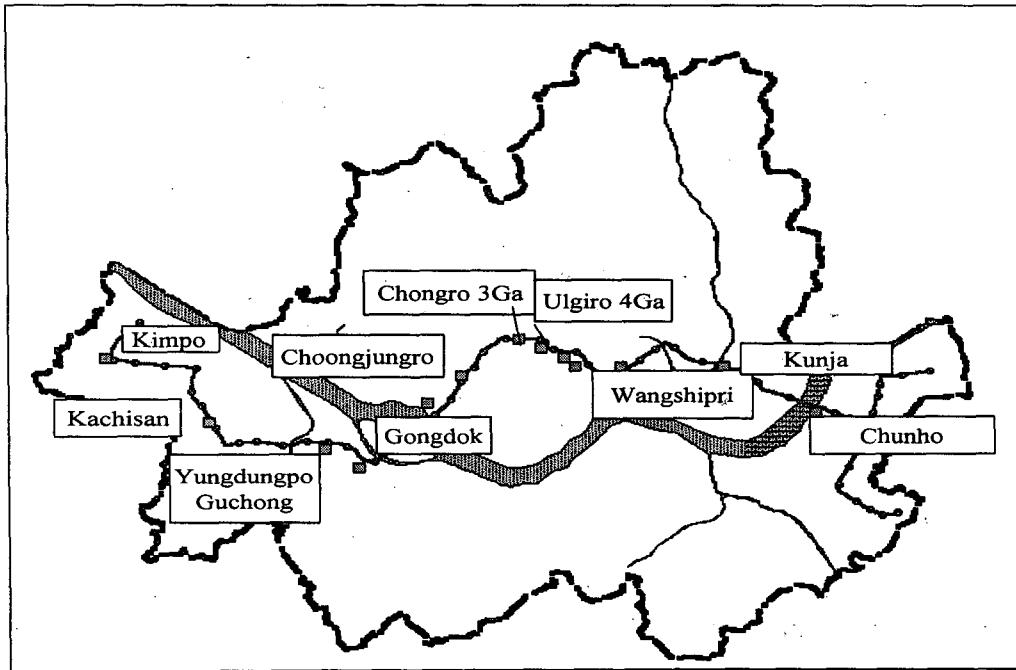 Chongro 3Ga
Ulgiro 4Ga
Kimpo
Choongjungro
Kunja
Wangshipri
Kachisan
Gongdok
Chunho
Yungdungpo
Guchong